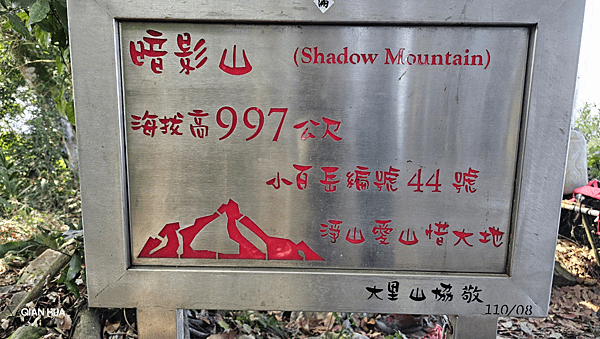 暗影山 (Shadow Mountain)
海拔高997公尺
小百岳編號44號
淨山愛山惜大地
大里山協敬
110/08
QIAN HUA